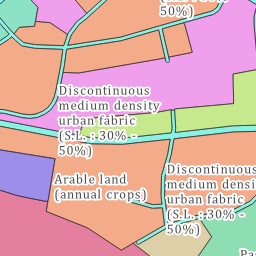 50%)
Discontinuous
medium density
urban fabric
(S.L. : 30% -
50%)
Arable land
(annual crops)
Discontinuous
medium densi
urban fabric
(S.L. : 30% -
50%)
Pa